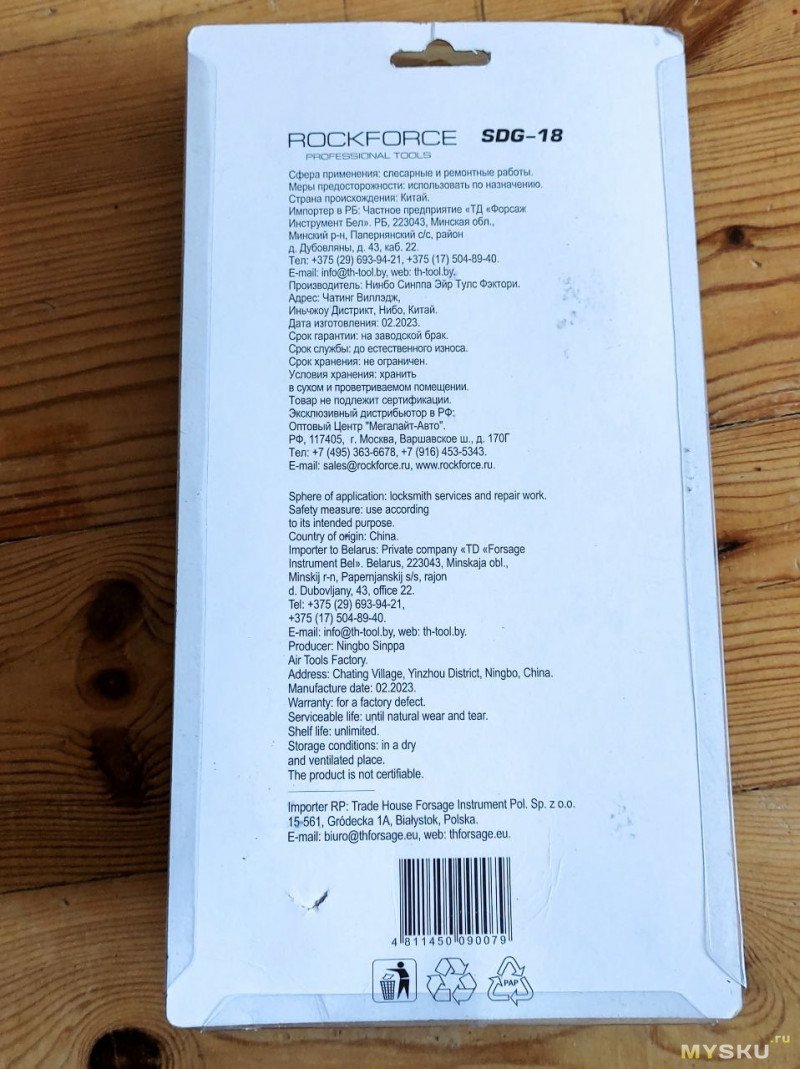 ROCKFORCE SDG-18
PROFESSIONAL TOOLS
Сфера применения: слесарные и ремонтные работы.
Меры предосторожности: использовать по назначению.
Страна происхождения: Китай.
Импортер в РБ: Частное предприятие «ТД «Форсаж
Инструмент Бел». РБ, 223043, Минская обл.,
Минский р-н, Папернянский с/с, район
д. Дубовляны, д. 43, каб. 22.
Тел: +375 (29) 693-94-21, +375 (17) 504-89-40.
E-mail: info@th-tool.by, web: th-tool.by.
Производитель: Нинбо Синппа Эйр Тулс Фэктори.
Адрес: Чатинг Виллэдж,
Иньчжоу Дистрикт, Нибо, Китай.
Дата изготовления: 02.2023.
Срок гарантии: на заводской брак.
Срок службы: до естественного износа.
Срок хранения: не ограничен.
Условия хранения: хранить
в сухом и проветриваемом помещении.
Товар не подлежит сертификации.
Эксклюзивный дистрибьютор в РФ:
Оптовый Центр "Мегалайт-Авто".
РФ, 117405, г. Москва, Варшавское ш., д. 170Г
Тел: +7 (495) 363-6678, +7 (916) 453-5343.
E-mail: sales@rockforce.ru, www.rockforce.ru.
Sphere of application: locksmith services and repair work.
Safety measure: use according
to its intended purpose.
Country of origin: China.
Importer to Belarus: Private company «TD «Forsage
Instrument Bel». Belarus, 223043, Minskaja obl.,
Minskij r-n, Papernjanskij s/s, rajon
d. Dubovljany, 43, office 22.
Tel: +375 (29) 693-94-21,
+375 (17) 504-89-40.
E-mail: info@th-tool.by, web: th-tool.by.
Producer: Ningbo Sinppa
Air Tools Factory.
Address: Chating Village, Yinzhou District, Ningbo, China.
Manufacture date: 02.2023.
Warranty: for a factory defect.
Serviceable life: until natural wear and tear.
Shelf life: unlimited.
Storage conditions: in a dry
and ventilated place.
The product is not certifiable.
Importer RP: Trade House Forsage Instrument Pol. Sp. z o.o.
15-561, Gródecka 1A, Białystok, Polska.
E-mail: biuro@thforsage.eu, web: thforsage.eu.
4 811450 090079
PAP
MYSKU.ru